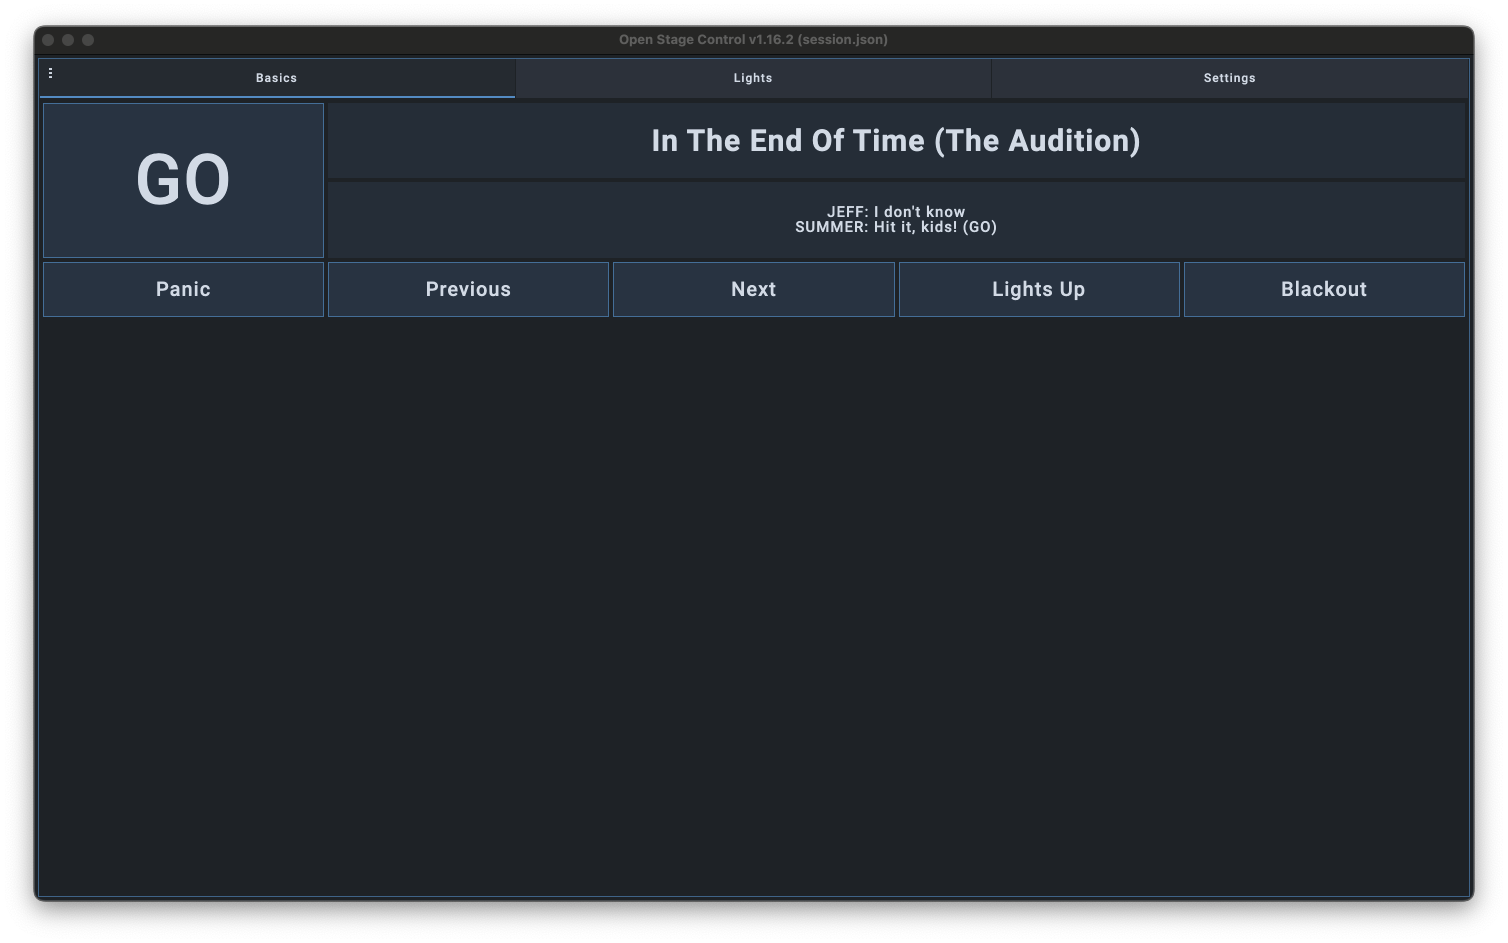 Open Stage Control v1.16.2 (session.json)
Basics
Lights
Settings
GO
In The End Of Time (The Audition)
JEFF: I don't know
SUMMER: Hit it, kids! (GO)
Panic
Previous
Next
Lights Up
Blackout